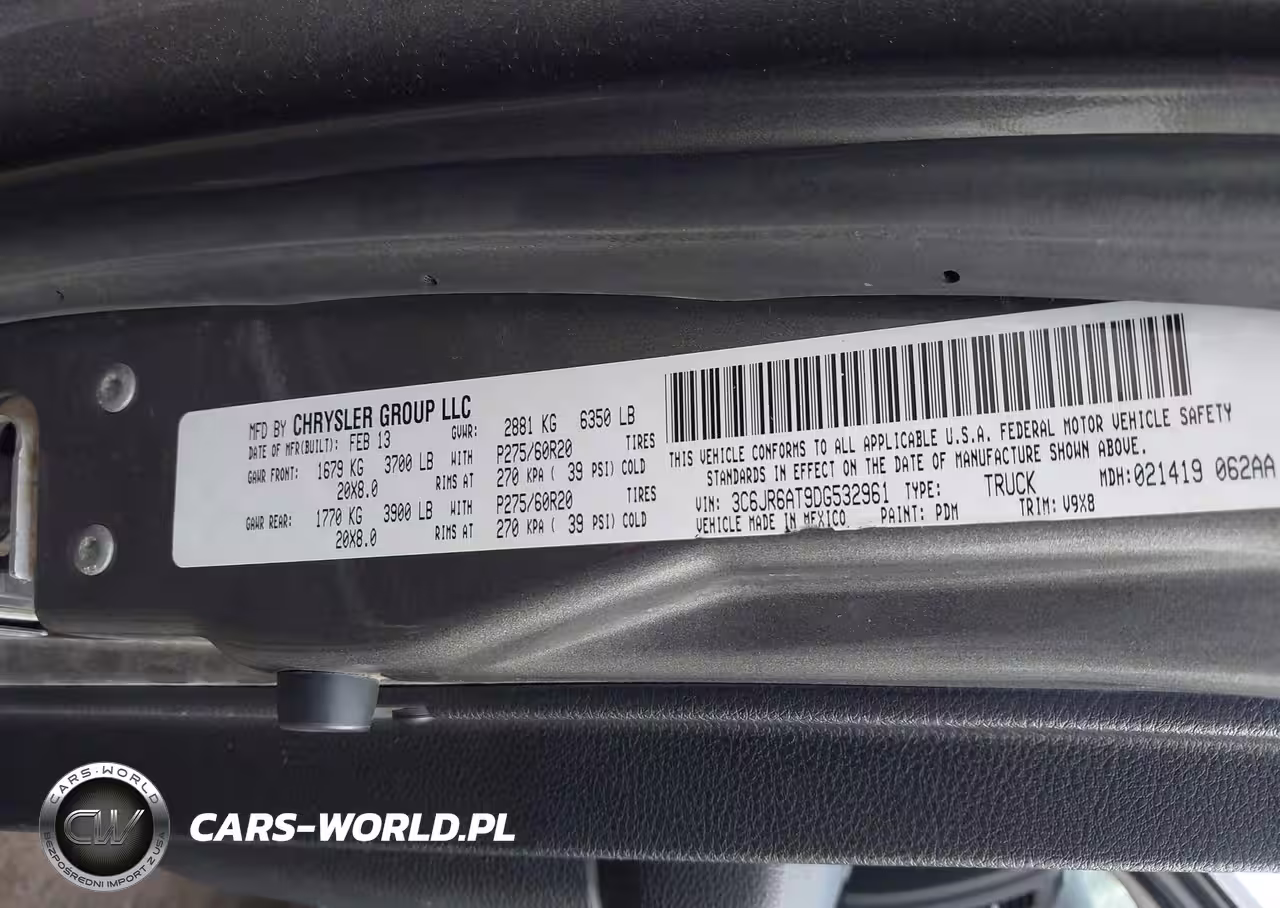 MFD BY CHRYSLER GROUP LLC
DATE OF MFR(BUILT): FEB 13 GVWR: 2881 KG 6350 LB
GAWR FRONT: 1679 KG 3700 LB WITH P275/60R20 TIRES
20X8.0 RIMS AT 270 KPA ( 39 PSI) COLD
GAWR REAR: 1770 KG 3900 LB WITH P275/60R20 TIRES
20X8.0 RIMS AT 270 KPA ( 39 PSI) COLD
THIS VEHICLE CONFORMS TO ALL APPLICABLE U.S.A. FEDERAL MOTOR VEHICLE SAFETY
STANDARDS IN EFFECT ON THE DATE OF MANUFACTURE SHOWN ABOVE.
VIN: 3C6JR6AT9DG532961 TYPE: TRUCK MDH:021419 062AA
VEHICLE MADE IN MEXICO PAINT: PDM TRIM: V9X8
CARS-WORLD
CW
BEZPOŚREDNI IMPORT Z USA
CARS-WORLD.PL